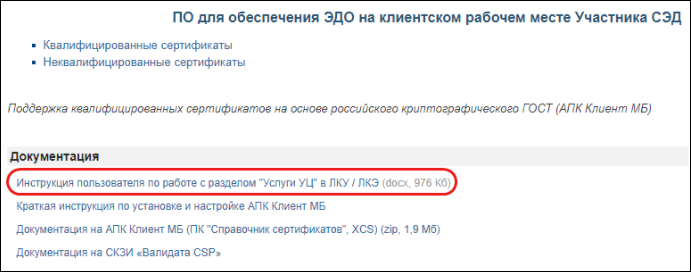 ПО для обеспечения ЭДО на клиентском рабочем месте Участника СЭД
Квалифицированные сертификаты
Неквалифицированные сертификаты
Поддержка квалифицированных сертификатов на основе российского криптографического ГОСТ (АПК Клиент МБ)
Документация
Инструкция пользователя по работе с разделом "Услуги УЦ" в ЛКУ / ЛКЭ (docx, 976 Кб)
Краткая инструкция по установке и настройке АПК Клиент МБ
Документация на АПК Клиент МБ (ПК "Справочник сертификатов", XCS) (zip, 1,9 Мб)
Документация на СКЗИ «Валидата CSP»